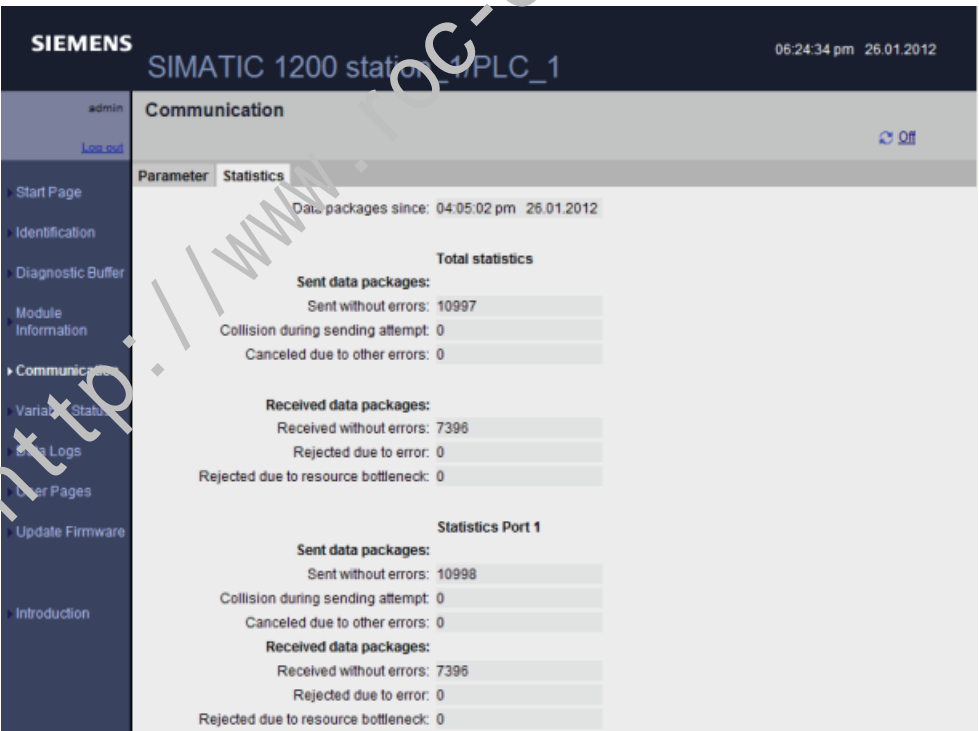 SIEMENS
SIMATIC 1200 station_1/PLC_1
06:24:34 pm 26.01.2012
admin
Log out
Communication
Off
Parameter Statistics
Start Page
Identification
Diagnostic Buffer
Module
Information
Communication
Variable Status
Data Logs
User Pages
Update Firmware
Introduction
Data packages since: 04:05:02 pm 26.01.2012
Total statistics
Sent data packages:
Sent without errors: 10997
Collision during sending attempt: 0
Canceled due to other errors: 0
Received data packages:
Received without errors: 7396
Rejected due to error: 0
Rejected due to resource bottleneck: 0
Statistics Port 1
Sent data packages:
Sent without errors: 10998
Collision during sending attempt: 0
Canceled due to other errors: 0
Received data packages:
Received without errors: 7396
Rejected due to error: 0
Rejected due to resource bottleneck: 0